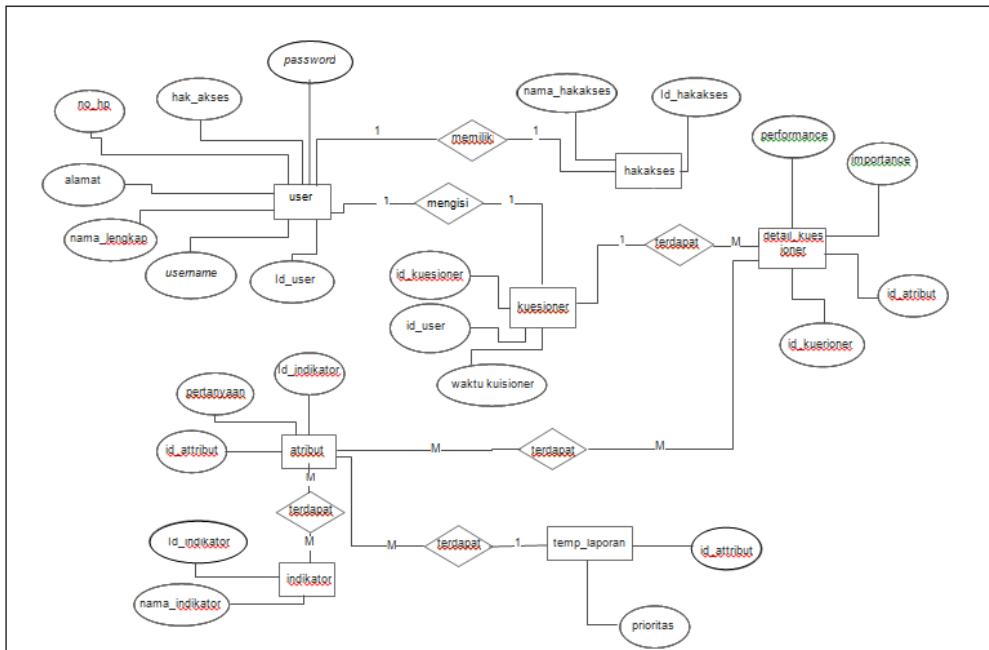 password
nama_hakakses
Id_hakakses
no_hp
hak_akses
performance
importance
1
memilik
1
hakakses
alamat
user
1
mengisi
1
nama_lengkap
username
Id_user
1
terdapat
M
detail_kues
ioner
id_kuesioner
kuesioner
id_user
id_atribut
id_kuerioner
waktu kuisioner
Id_indikator
pertanyaan
id_attribut
atribut
M
terdapat
M
M
terdapat
M
Id_indikator
indikator
nama_indikator
M
terdapat
1
temp_laporan
id_attribut
prioritas